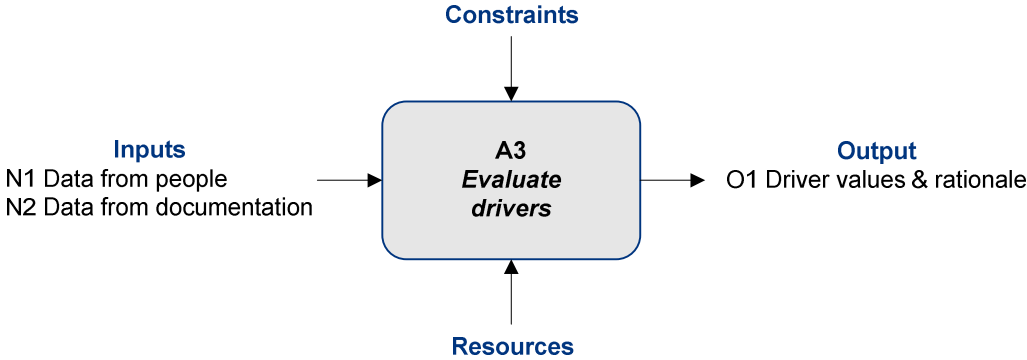 Constraints
Inputs
N1 Data from people
N2 Data from documentation
A3
Evaluate
drivers
Output
O1 Driver values & rationale
Resources